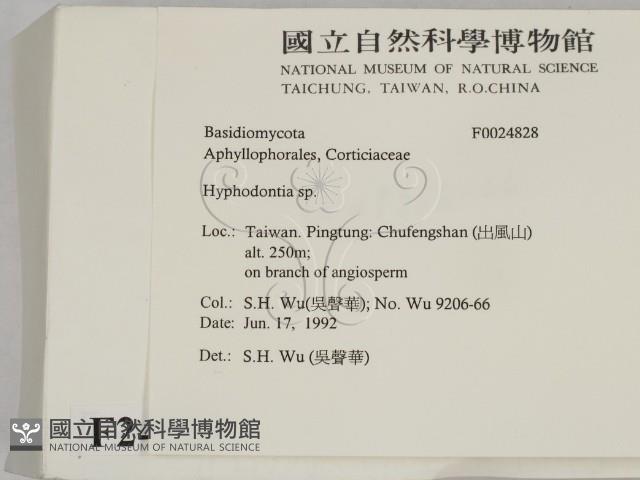 國立自然科學博物館
NATIONAL MUSEUM OF NATURAL SCIENCE
TAICHUNG, TAIWAN, R.O.CHINA
Basidiomycota F0024828
Aphyllophorales, Corticiaceae
Hyphodontia sp.
Loc.: Taiwan. Pingtung: Chufengshan (出風山)
alt. 250m;
on branch of angiosperm
Col.: S.H. Wu(吳聲華); No. Wu 9206-66
Date: Jun. 17, 1992
Det.: S.H. Wu (吳聲華)
F2-
國立自然科學博物館
NATIONAL MUSEUM OF NATURAL SCIENCE